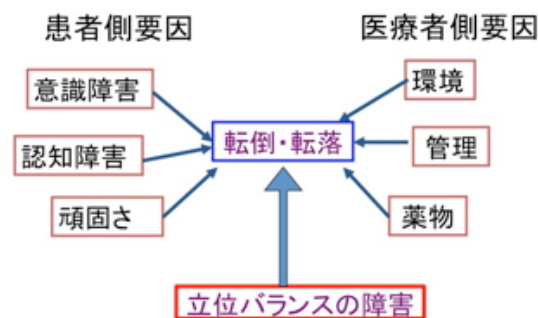 患者側要因
医療者側要因
意識障害
環境
転倒・転落
認知障害
管理
頑固さ
薬物
立位バランスの障害